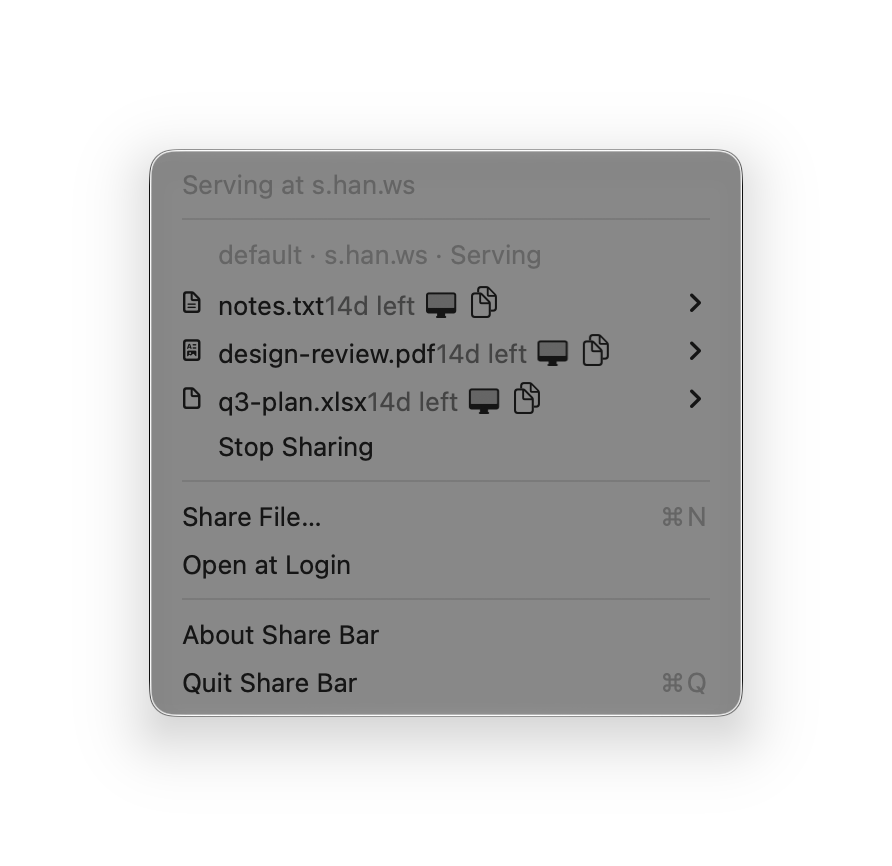 Serving at s.han.ws
default · s.han.ws · Serving
notes.txt14d left
design-review.pdf14d left
q3-plan.xlsx14d left
Stop Sharing
Share File... ⌘N
Open at Login
About Share Bar
Quit Share Bar ⌘Q